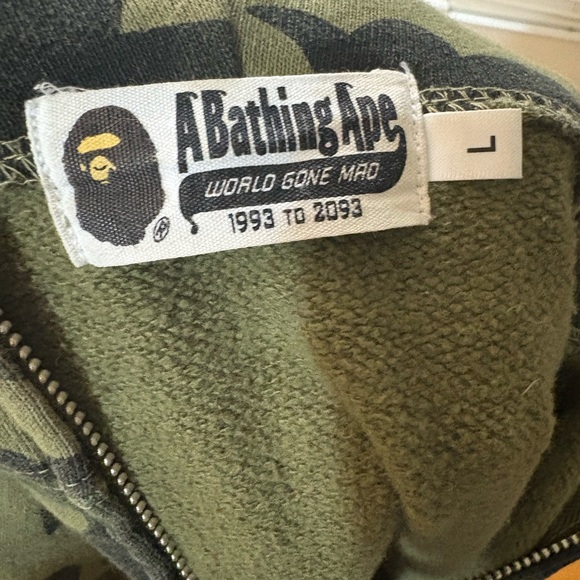 A Bathing Ape
®
WORLD GONE MAD
1993 TO 2093
L